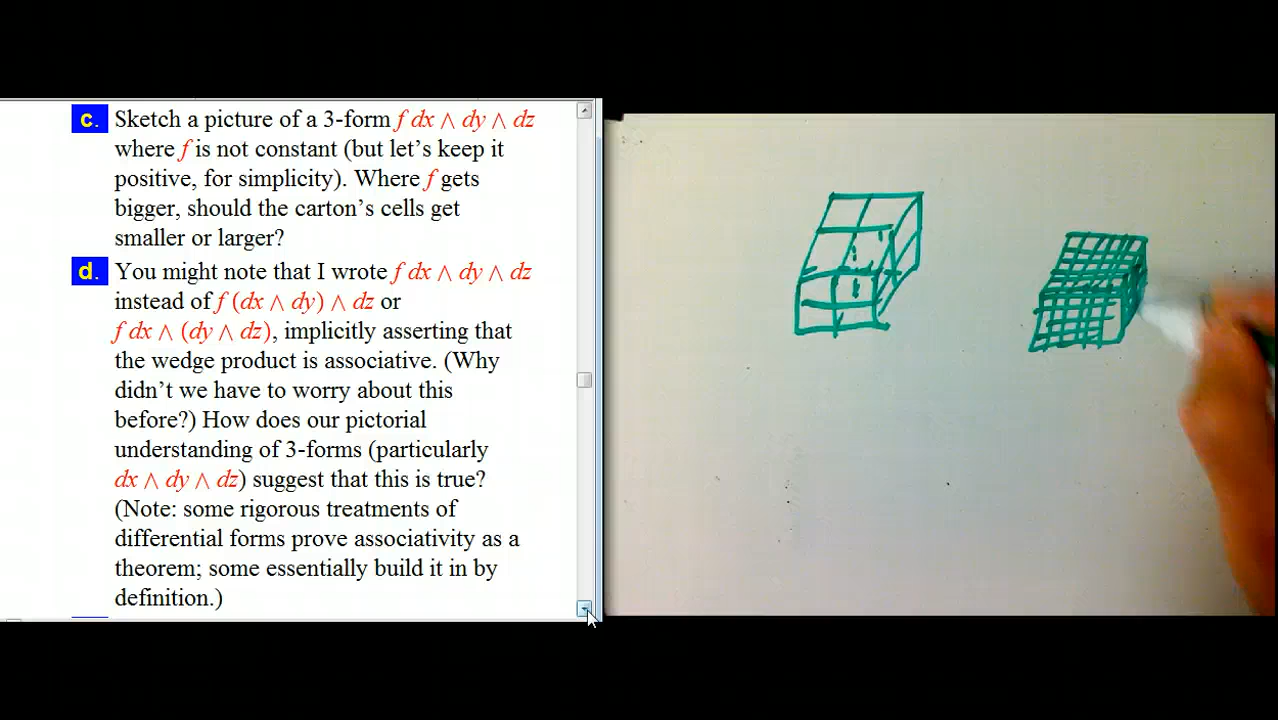 c. Sketch a picture of a 3-form f dx ∧ dy ∧ dz
where f is not constant (but let’s keep it
positive, for simplicity). Where f gets
bigger, should the carton’s cells get
smaller or larger?
d. You might note that I wrote f dx ∧ dy ∧ dz
instead of f (dx ∧ dy) ∧ dz or
f dx ∧ (dy ∧ dz), implicitly asserting that
the wedge product is associative. (Why
didn’t we have to worry about this
before?) How does our pictorial
understanding of 3-forms (particularly
dx ∧ dy ∧ dz) suggest that this is true?
(Note: some rigorous treatments of
differential forms prove associativity as a
theorem; some essentially build it in by
definition.)